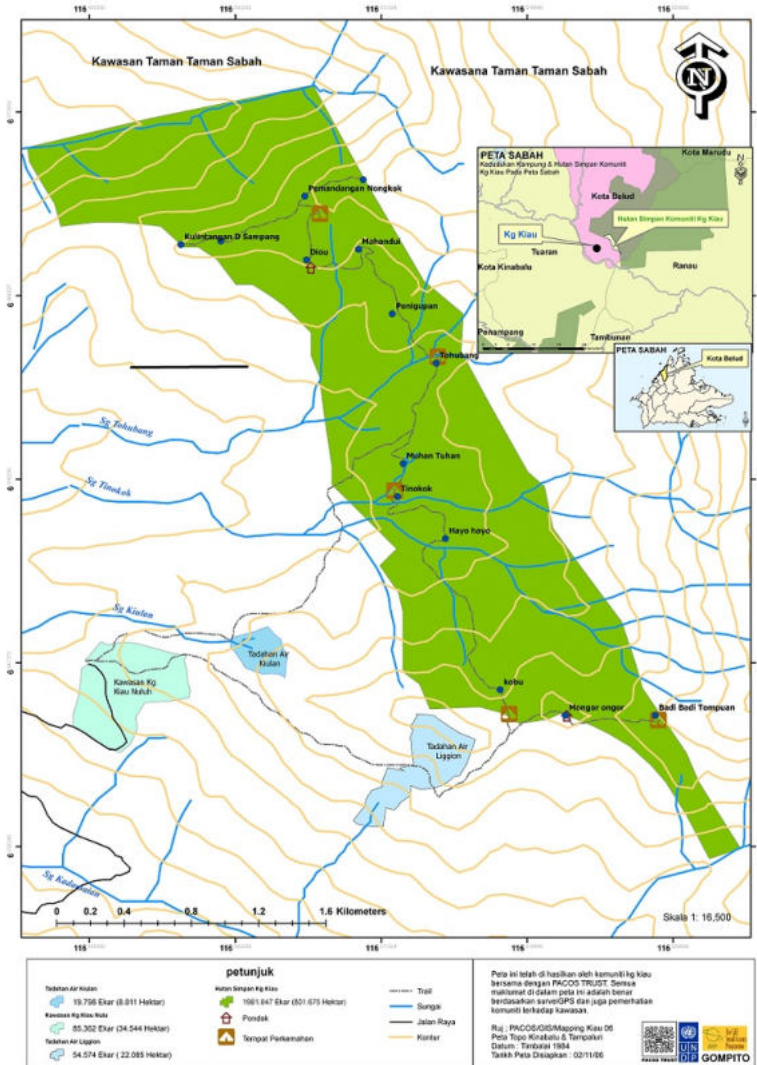 Kawasan Taman Taman Sabah
Kawasana Taman Taman Sabah
N
PETA SABAH
Kedudukan Kampung & Hutan Simpan Komuniti
Kg Kiau Pada Peta Sabah
Kota Marudu
Kota Belud
Hutan Simpan Komuniti Kg Kiau
Kg Kiau
Tuaran
Kota Kinabalu
Ranau
Penampang
Tambunan
PETA SABAH
Kota Belud
Pemandangan Nongkok
Kulintangan D Sampang
Diou
Mahandui
Penigupan
Tohubang
Sg Tohubang
Muhan Tuhan
Sg Tinokok
Tinokok
Hayo hayo
Sg Kiulan
Tadahan Air
Kiulan
Kawasan Kg
Kiau Nuluh
kobu
Mongor ongor
Badi Badi Tompuan
Tadahan Air
Liggion
0 0.2 0.4 0.8 1.2 1.6 Kilometers
Skala 1: 16,500
petunjuk
Tadahan Air Kiulan
19.798 Ekar (8.011 Hektar)
Kawasan Kg Kiau Nulu
85.302 Ekar (34.544 Hektar)
Tadahan Air Liggion
54.574 Ekar ( 22.085 Hektar)
Hutan Simpan Kg Kiau
1981.847 Ekar (801.675 Hektar)
Pondok
Tempat Perkemahan
Trail
Sungai
Jalan Raya
Kontur
Peta ini telah di hasilkan oleh komuniti kg kiau
bersama dengan PACOS TRUST. Semua
maklumat di dalam peta ini adalah benar
berdasarkan surveiGPS dan juga pemerhatian
komuniti terhadap kawasan.
Ruj ; PACOS/GIS/Mapping Kiau 06
Peta Topo Kinabalu & Tampaluri
Datum : Timbalai 1984
Tarikh Peta Disiapkan : 02/11/06
PACOS TRUST
UN
DP
GOMPITO